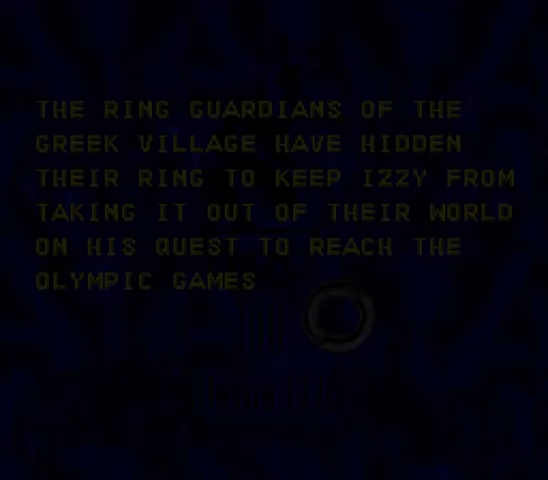 THE RING GUARDIANS OF THE
GREEK VILLAGE HAVE HIDDEN
THEIR RING TO KEEP IZZY FROM
TAKING IT OUT OF THEIR WORLD
ON HIS QUEST TO REACH THE
OLYMPIC GAMES